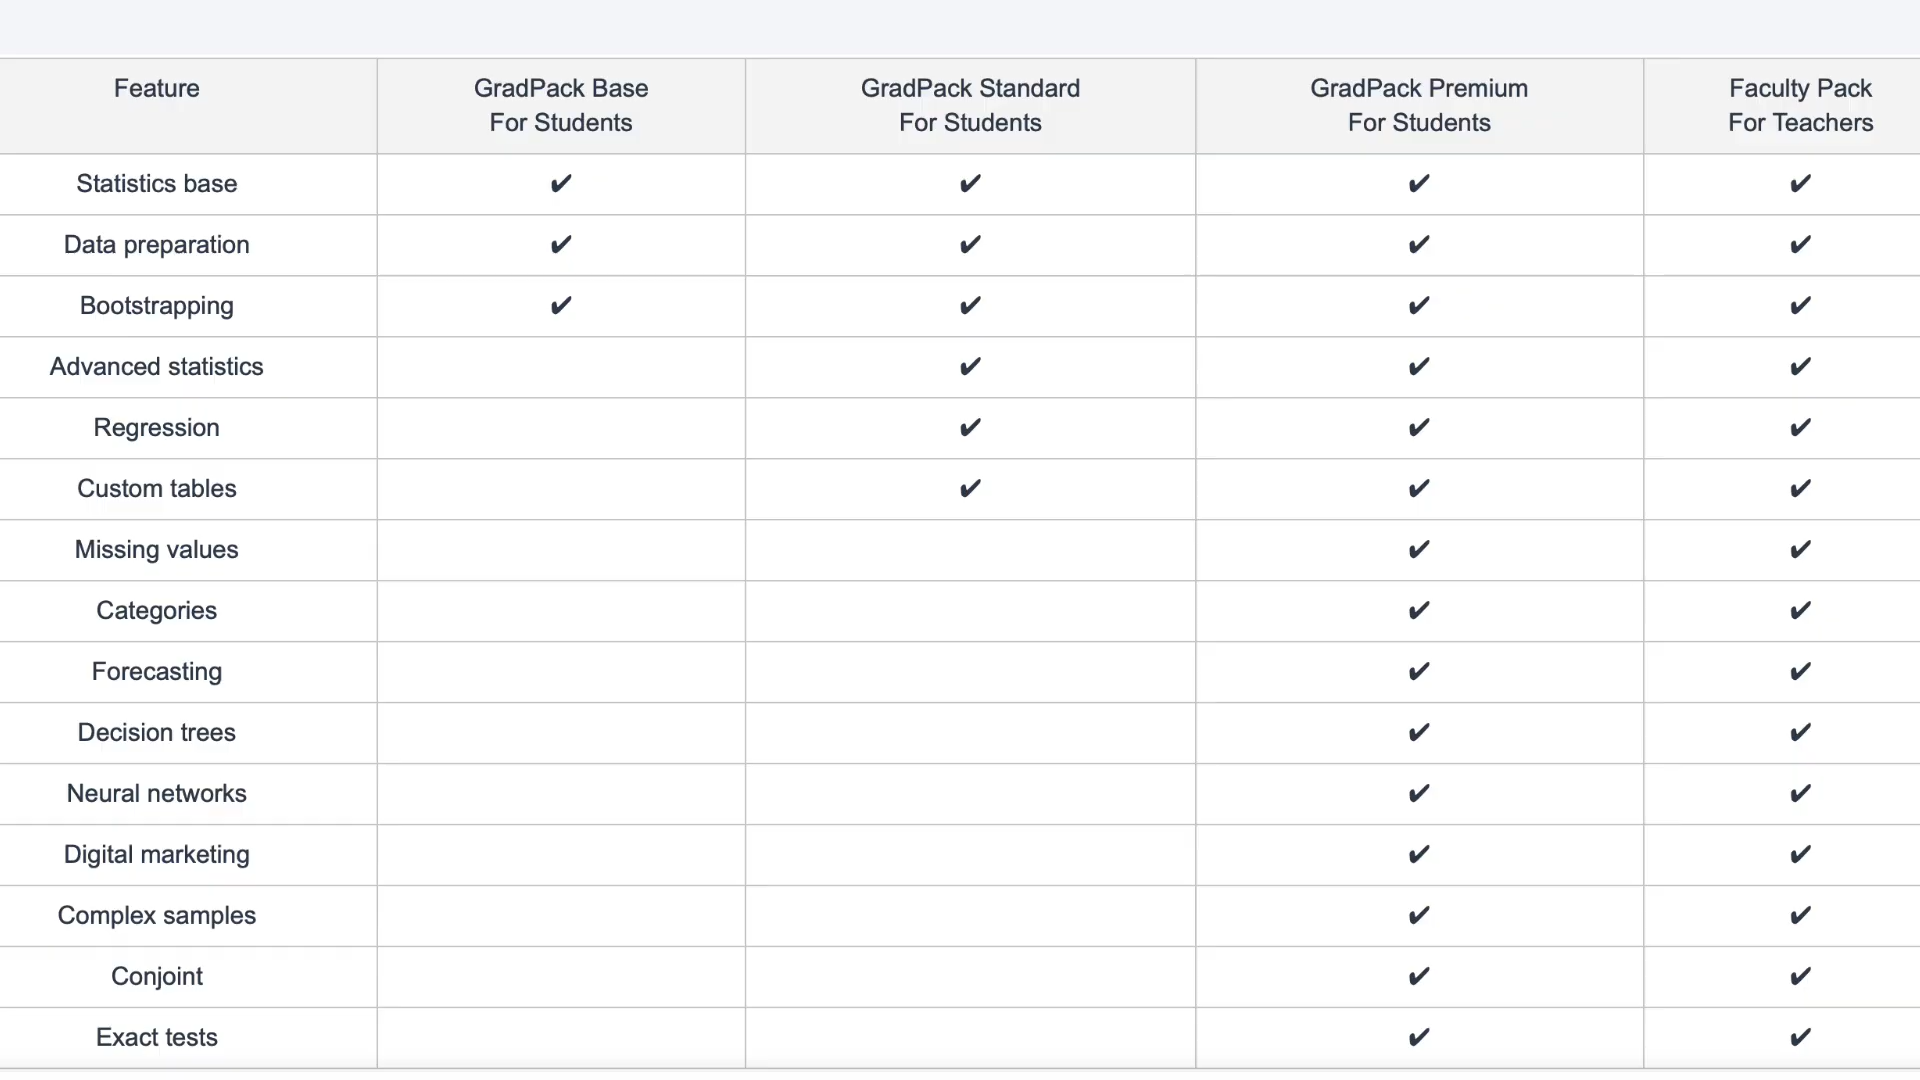 Feature GradPack Base GradPack Standard GradPack Premium Faculty Pack
For Students For Students For Students For Teachers
Statistics base ✔ ✔ ✔ ✔
Data preparation ✔ ✔ ✔ ✔
Bootstrapping ✔ ✔ ✔ ✔
Advanced statistics ✔ ✔ ✔
Regression ✔ ✔ ✔
Custom tables ✔ ✔ ✔
Missing values ✔ ✔
Categories ✔ ✔
Forecasting ✔ ✔
Decision trees ✔ ✔
Neural networks ✔ ✔
Digital marketing ✔ ✔
Complex samples ✔ ✔
Conjoint ✔ ✔
Exact tests ✔ ✔